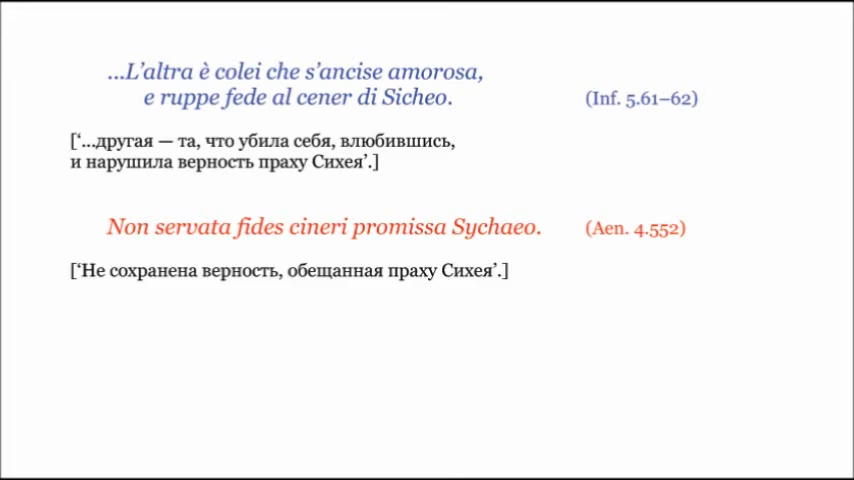 ...L’altra è colei che s’ancise amorosa,
e ruppe fede al cener di Sicheo. (Inf. 5.61–62)
[‘...другая — та, что убила себя, влюбившись,
и нарушила верность праху Сихея’.]
Non servata fides cineri promissa Sychaeo. (Aen. 4.552)
[‘Не сохранена верность, обещанная праху Сихея’.]